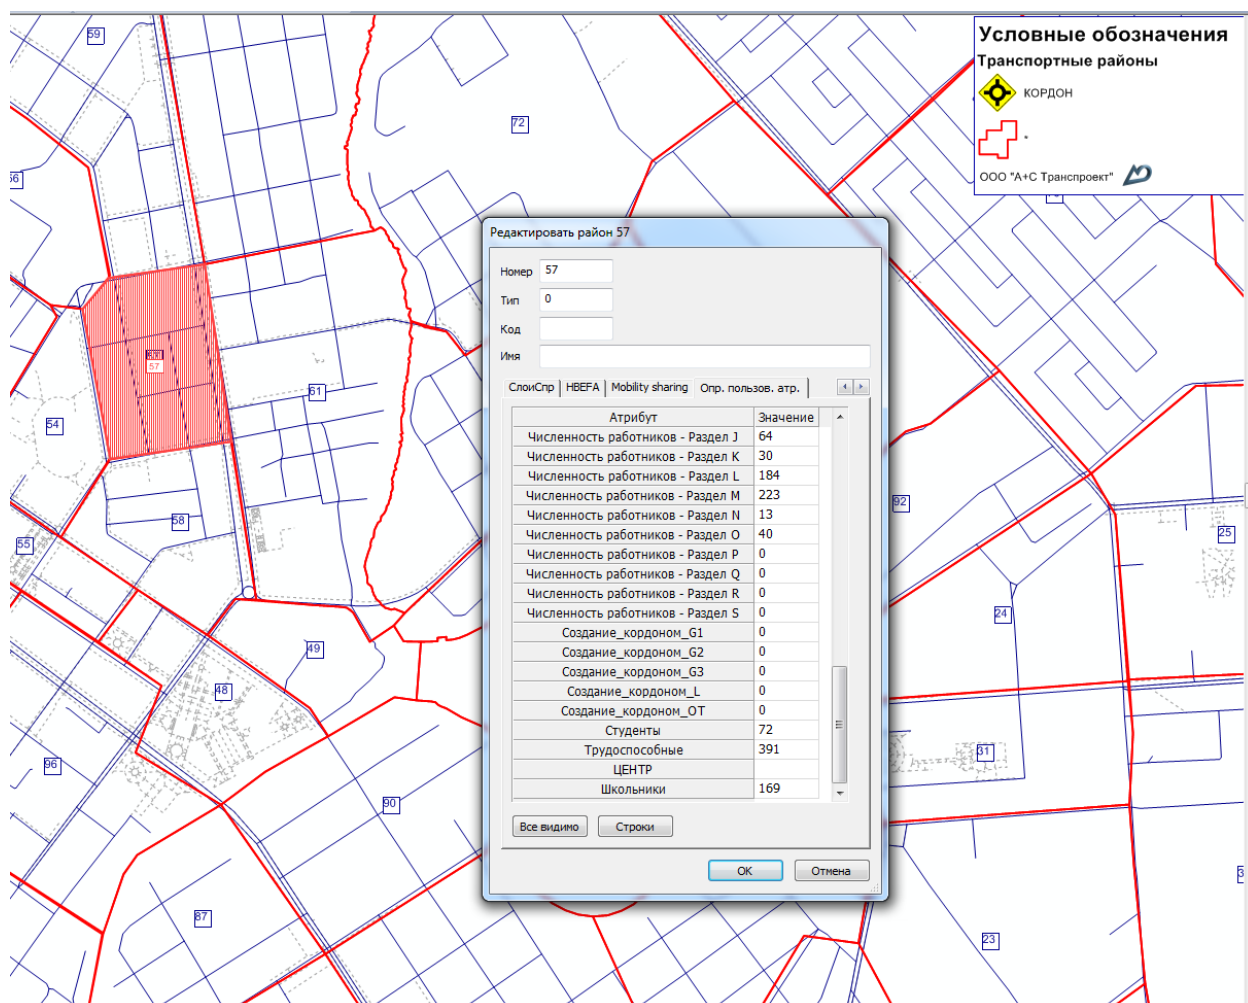 59
72
56
Условные обозначения
Транспортные районы
КОРДОН
*
ООО "А+С Транспроект"
Редактировать район 57
Номер 57
Тип 0
Код
Имя
СлоиСпр HBEFA Mobility sharing Опр. пользов. атр.
Атрибут Значение
Численность работников - Раздел J 64
Численность работников - Раздел K 30
Численность работников - Раздел L 184
Численность работников - Раздел M 223
Численность работников - Раздел N 13
Численность работников - Раздел O 40
Численность работников - Раздел P 0
Численность работников - Раздел Q 0
Численность работников - Раздел R 0
Численность работников - Раздел S 0
Создание_кордоном_G1 0
Создание_кордоном_G2 0
Создание_кордоном_G3 0
Создание_кордоном_L 0
Создание_кордоном_ОТ 0
Студенты 72
Трудоспособные 391
ЦЕНТР
Школьники 169
Все видимо Строки
OK Отмена
57
61
54
58
55
92
25
24
49
48
31
96
90
87
23